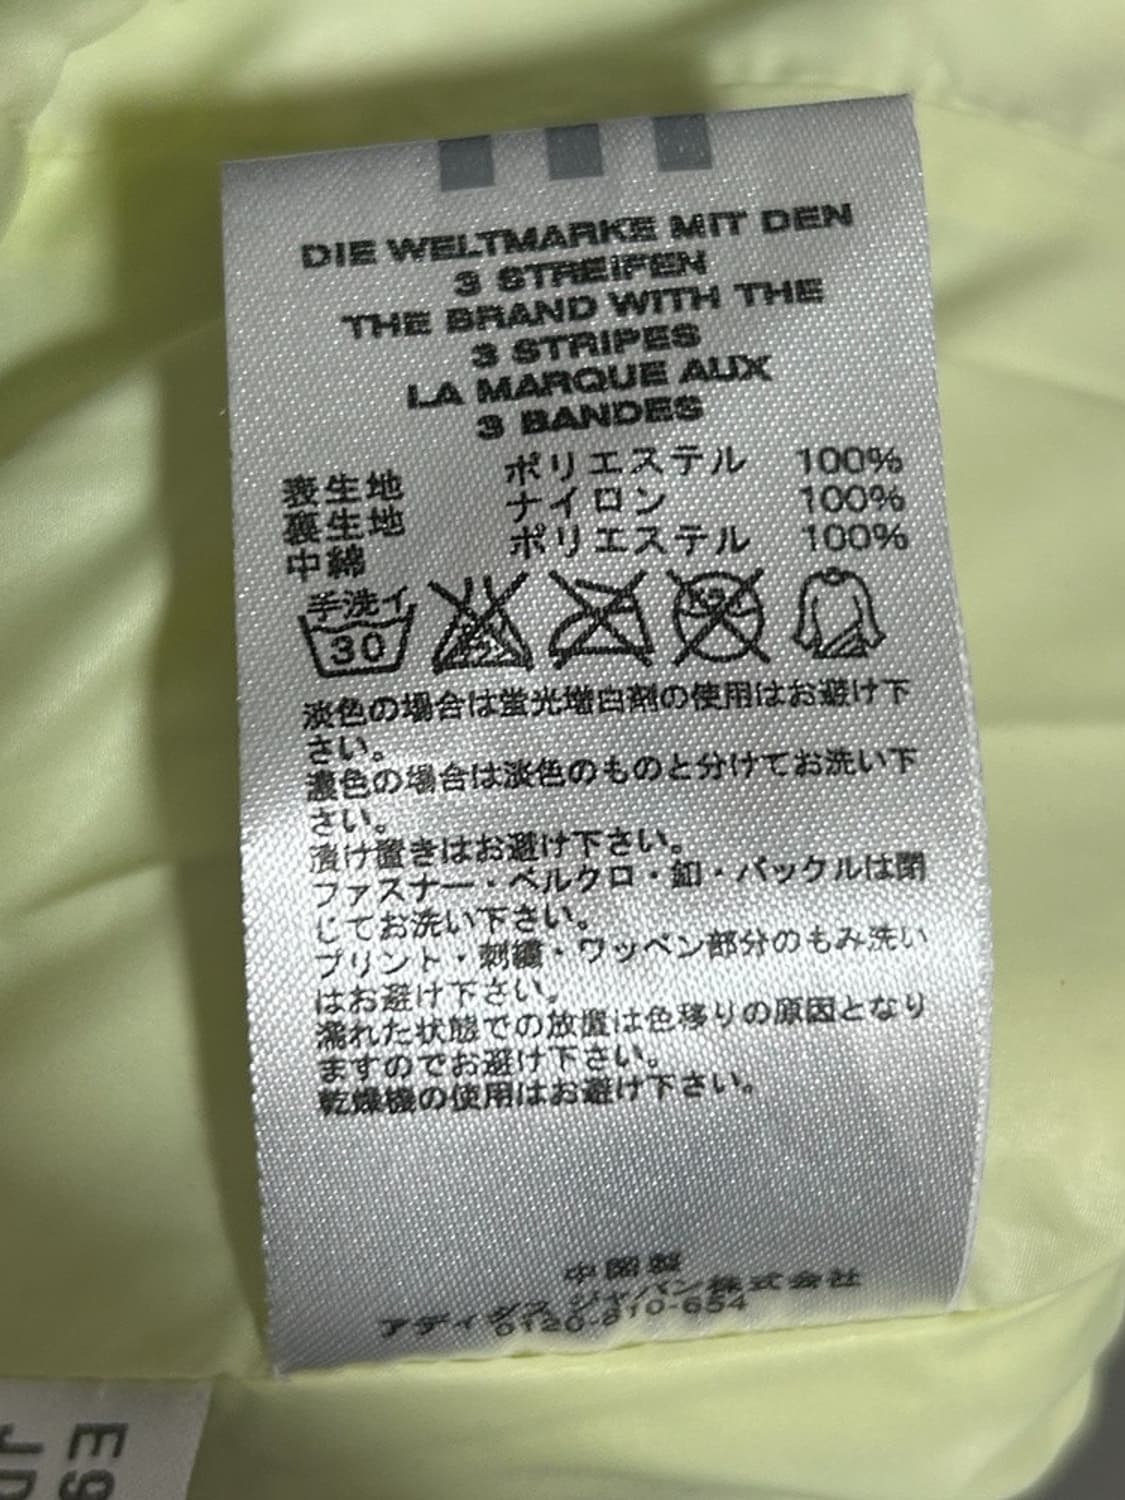 DIE WELTMARKE MIT DEN
3 STREIFEN
THE BRAND WITH THE
3 STRIPES
LA MARQUE AUX
3 BANDES
表生地 ポリエステル 100%
裏生地 ナイロン 100%
中綿 ポリエステル 100%
手洗イ
30
淡色の場合は蛍光増白剤の使用はお避け下
さい。
濃色の場合は淡色のものと分けてお洗い下
さい。
漬け置きはお避け下さい。
ファスナー・ベルクロ・釦・バックルは閉
じてお洗い下さい。
プリント・刺繍・ワッペン部分のもみ洗い
はお避け下さい。
濡れた状態での放置は色移りの原因となり
ますのでお避け下さい。
乾燥機の使用はお避け下さい。
中国製
アディダス ジャパン株式会社
0120-810-654
E9